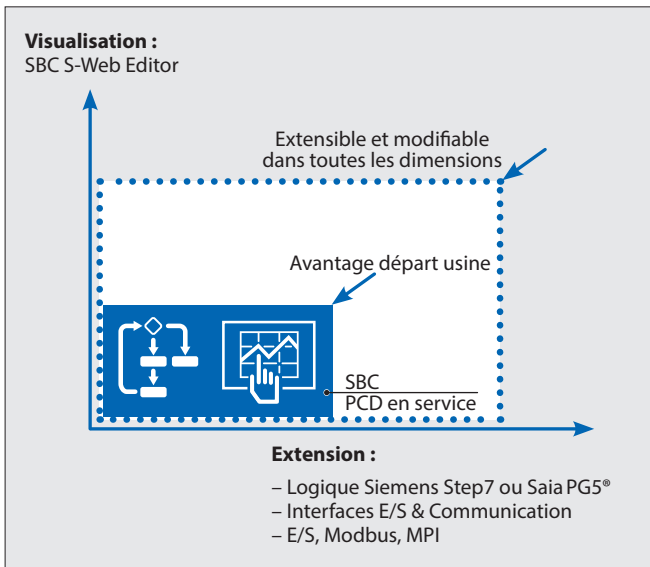 Visualisation :
SBC S-Web Editor
Extensible et modifiable
dans toutes les dimensions
Avantage départ usine
SBC
PCD en service
Extension :
– Logique Siemens Step7 ou Saia PG5®
– Interfaces E/S & Communication
– E/S, Modbus, MPI